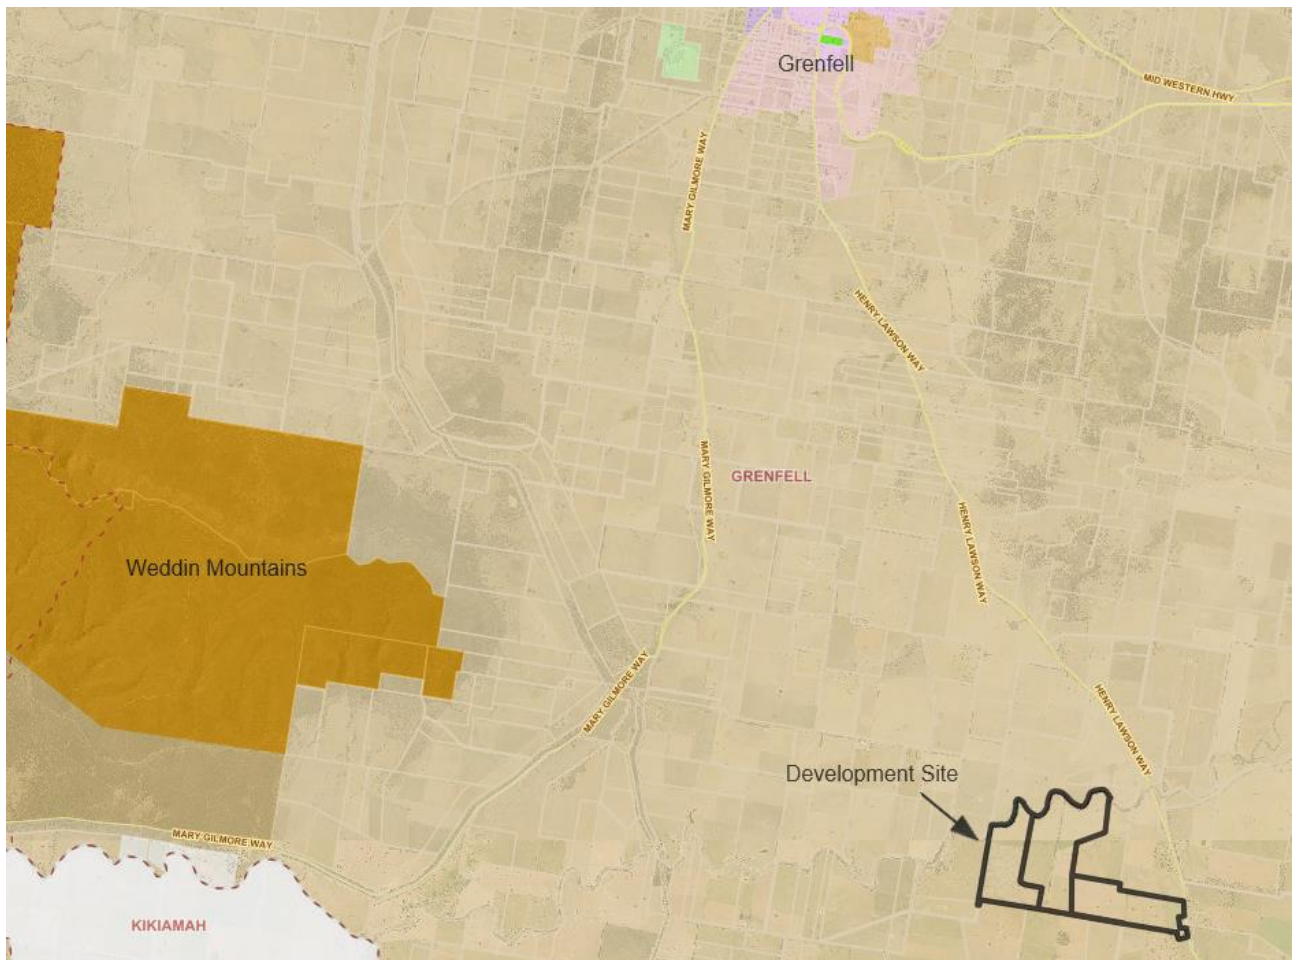 Grenfell
MID WESTERN HWY
MARY GILMORE WAY
HENRY LAWSON WAY
MARY GILMORE WAY
GRENFELL
HENRY LAWSON WAY
Weddin Mountains
MARY GILMORE WAY
HENRY LAWSON WAY
Development Site
MARY GILMORE WAY
KIKIAMAH